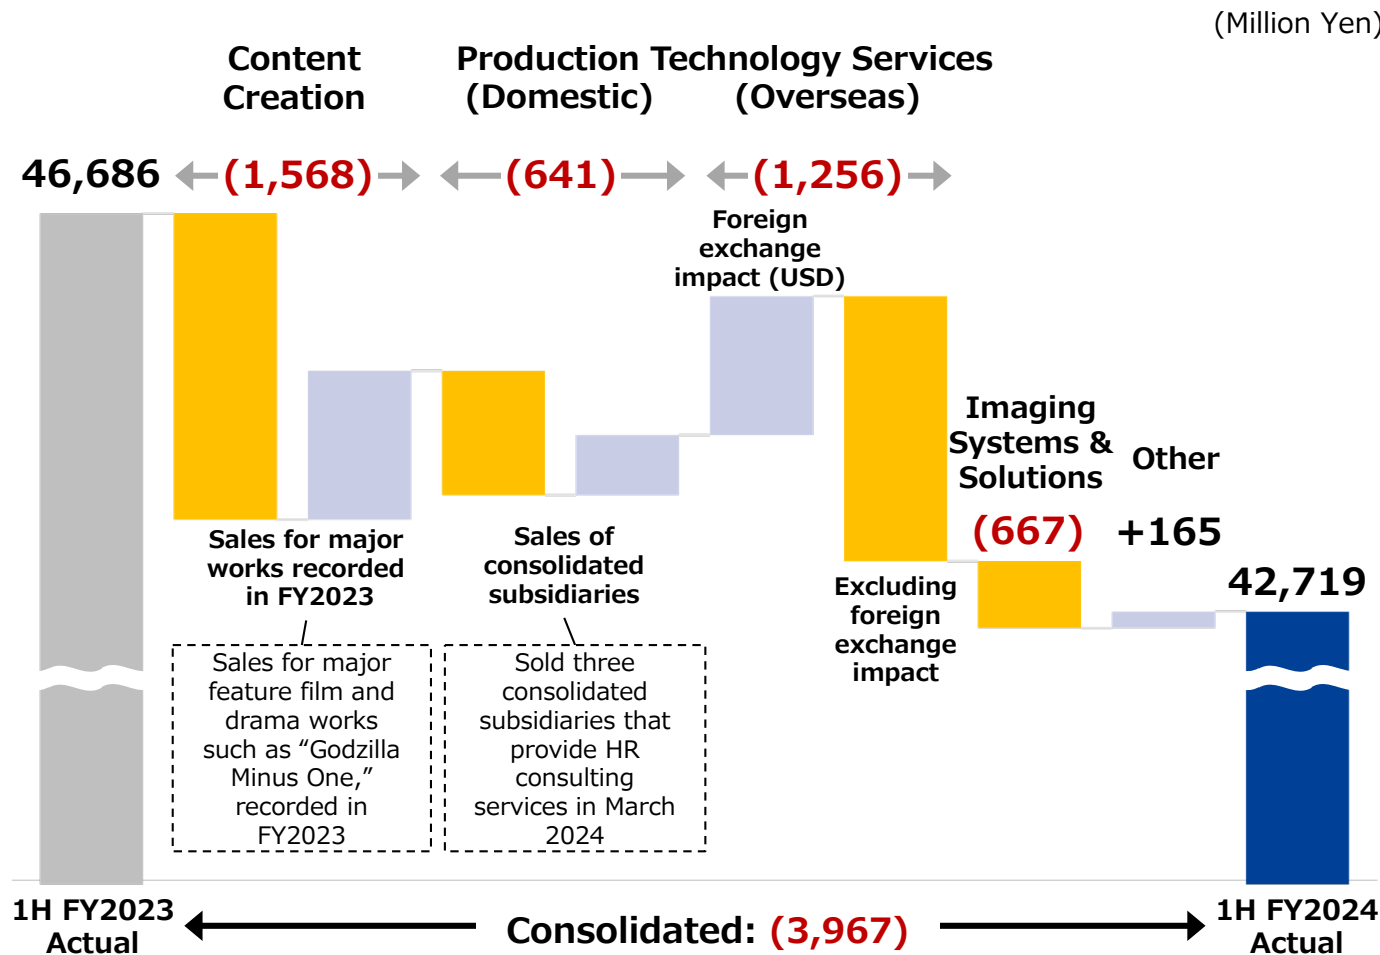 (Million Yen)
Content
Creation
Production Technology Services
(Domestic)
(Overseas)
46,686
(1,568)
(641)
(1,256)
Foreign
exchange
impact (USD)
Imaging
Systems &
Solutions
Other
(667)
+165
Sales for major
works recorded
in FY2023
Sales of
consolidated
subsidiaries
Excluding
foreign
exchange
impact
42,719
Sales for major
feature film and
drama works
such as “Godzilla
Minus One,”
recorded in
FY2023
Sold three
consolidated
subsidiaries that
provide HR
consulting
services in March
2024
1H FY2023
Actual
Consolidated: (3,967)
1H FY2024
Actual